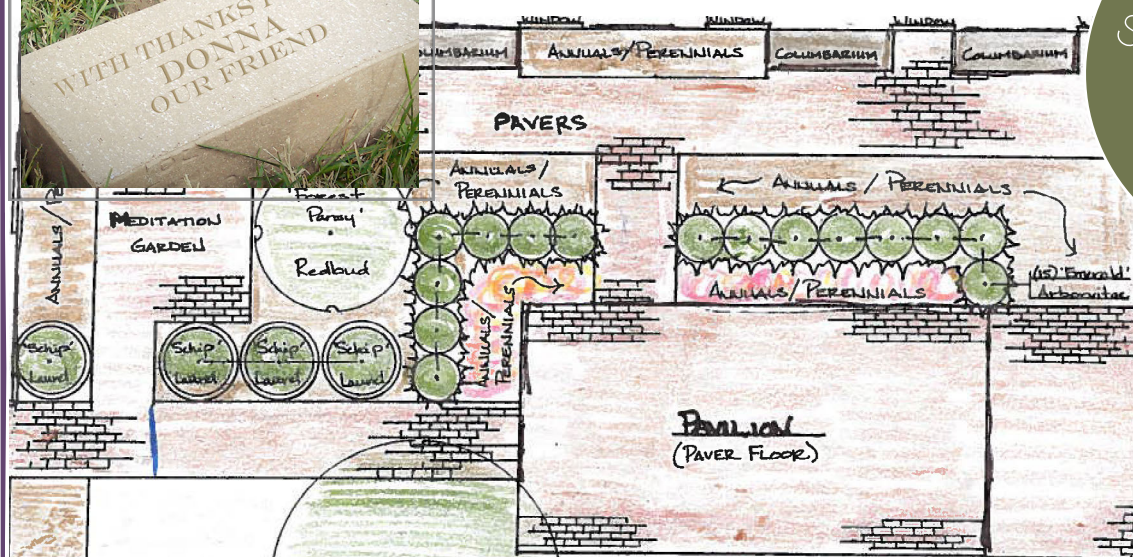 WITH THANKS
DONNA
OUR FRIEND
WINDOW
WINDOW
WINDOW
COLUMBARIUM
ANNUALS/PERENNIALS
COLUMBARIUM
COLUMBARIUM
PAVERS
ANNUALS/
PERENNIALS
ANNUALS / PERENNIALS
ANNUALS/
MEDITATION
GARDEN
'Forest
Pansy'
Redbud
(15) 'Emerald'
Arborvitae
ANNUALS/
PERENNIALS
ANNUALS/PERENNIALS
'Schip'
Laurel
'Schip'
Laurel
'Schip'
Laurel
'Schip'
Laurel
PAVILION
(PAVER FLOOR)
S